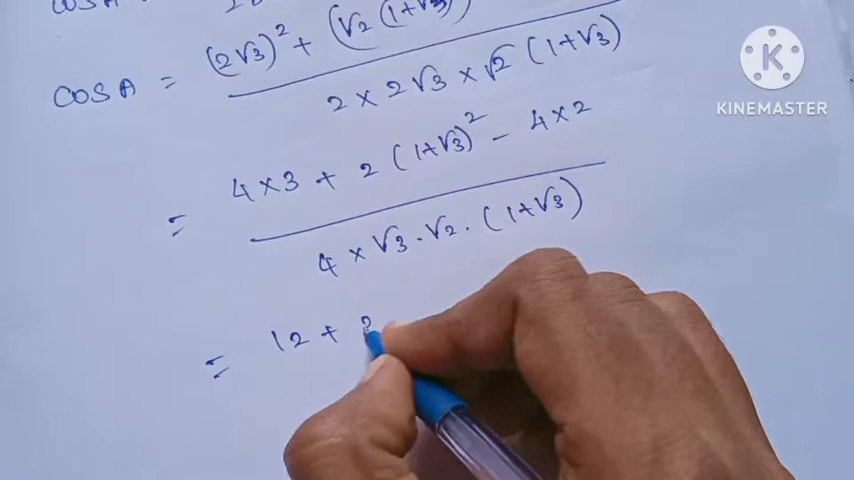 COS A
(2√3)² + (√2 (1+√3)
COS A = 2 × 2√3 × √2 (1+√3)
4×3 + 2 (1+√3)² - 4×2
=
4 × √3 . √2 . (1+√3)
= 12 + 2
KINEMASTER